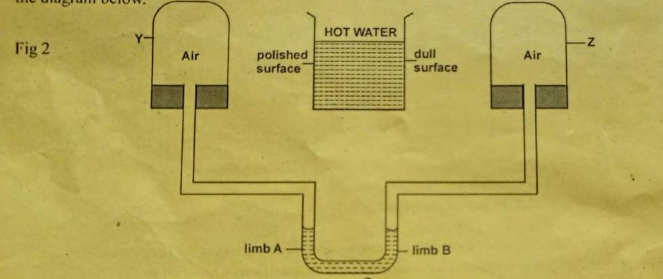 the diagram below.
Fig 2
Y
Air
HOT WATER
polished
surface
dull
surface
Air
Z
limb A
limb B